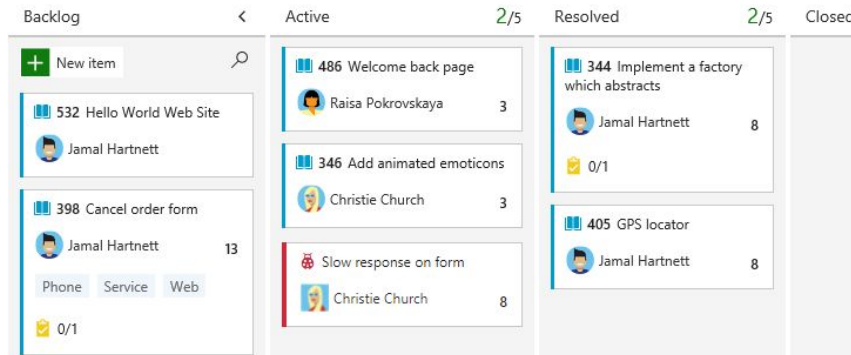 Backlog
New item
532 Hello World Web Site
Jamal Hartnett
398 Cancel order form
Jamal Hartnett
13
Phone Service Web
0/1
Active 2/5
486 Welcome back page
Raisa Pokrovskaya
3
346 Add animated emoticons
Christie Church
3
Slow response on form
Christie Church
8
Resolved 2/5
344 Implement a factory
which abstracts
Jamal Hartnett
8
0/1
405 GPS locator
Jamal Hartnett
8
Closed